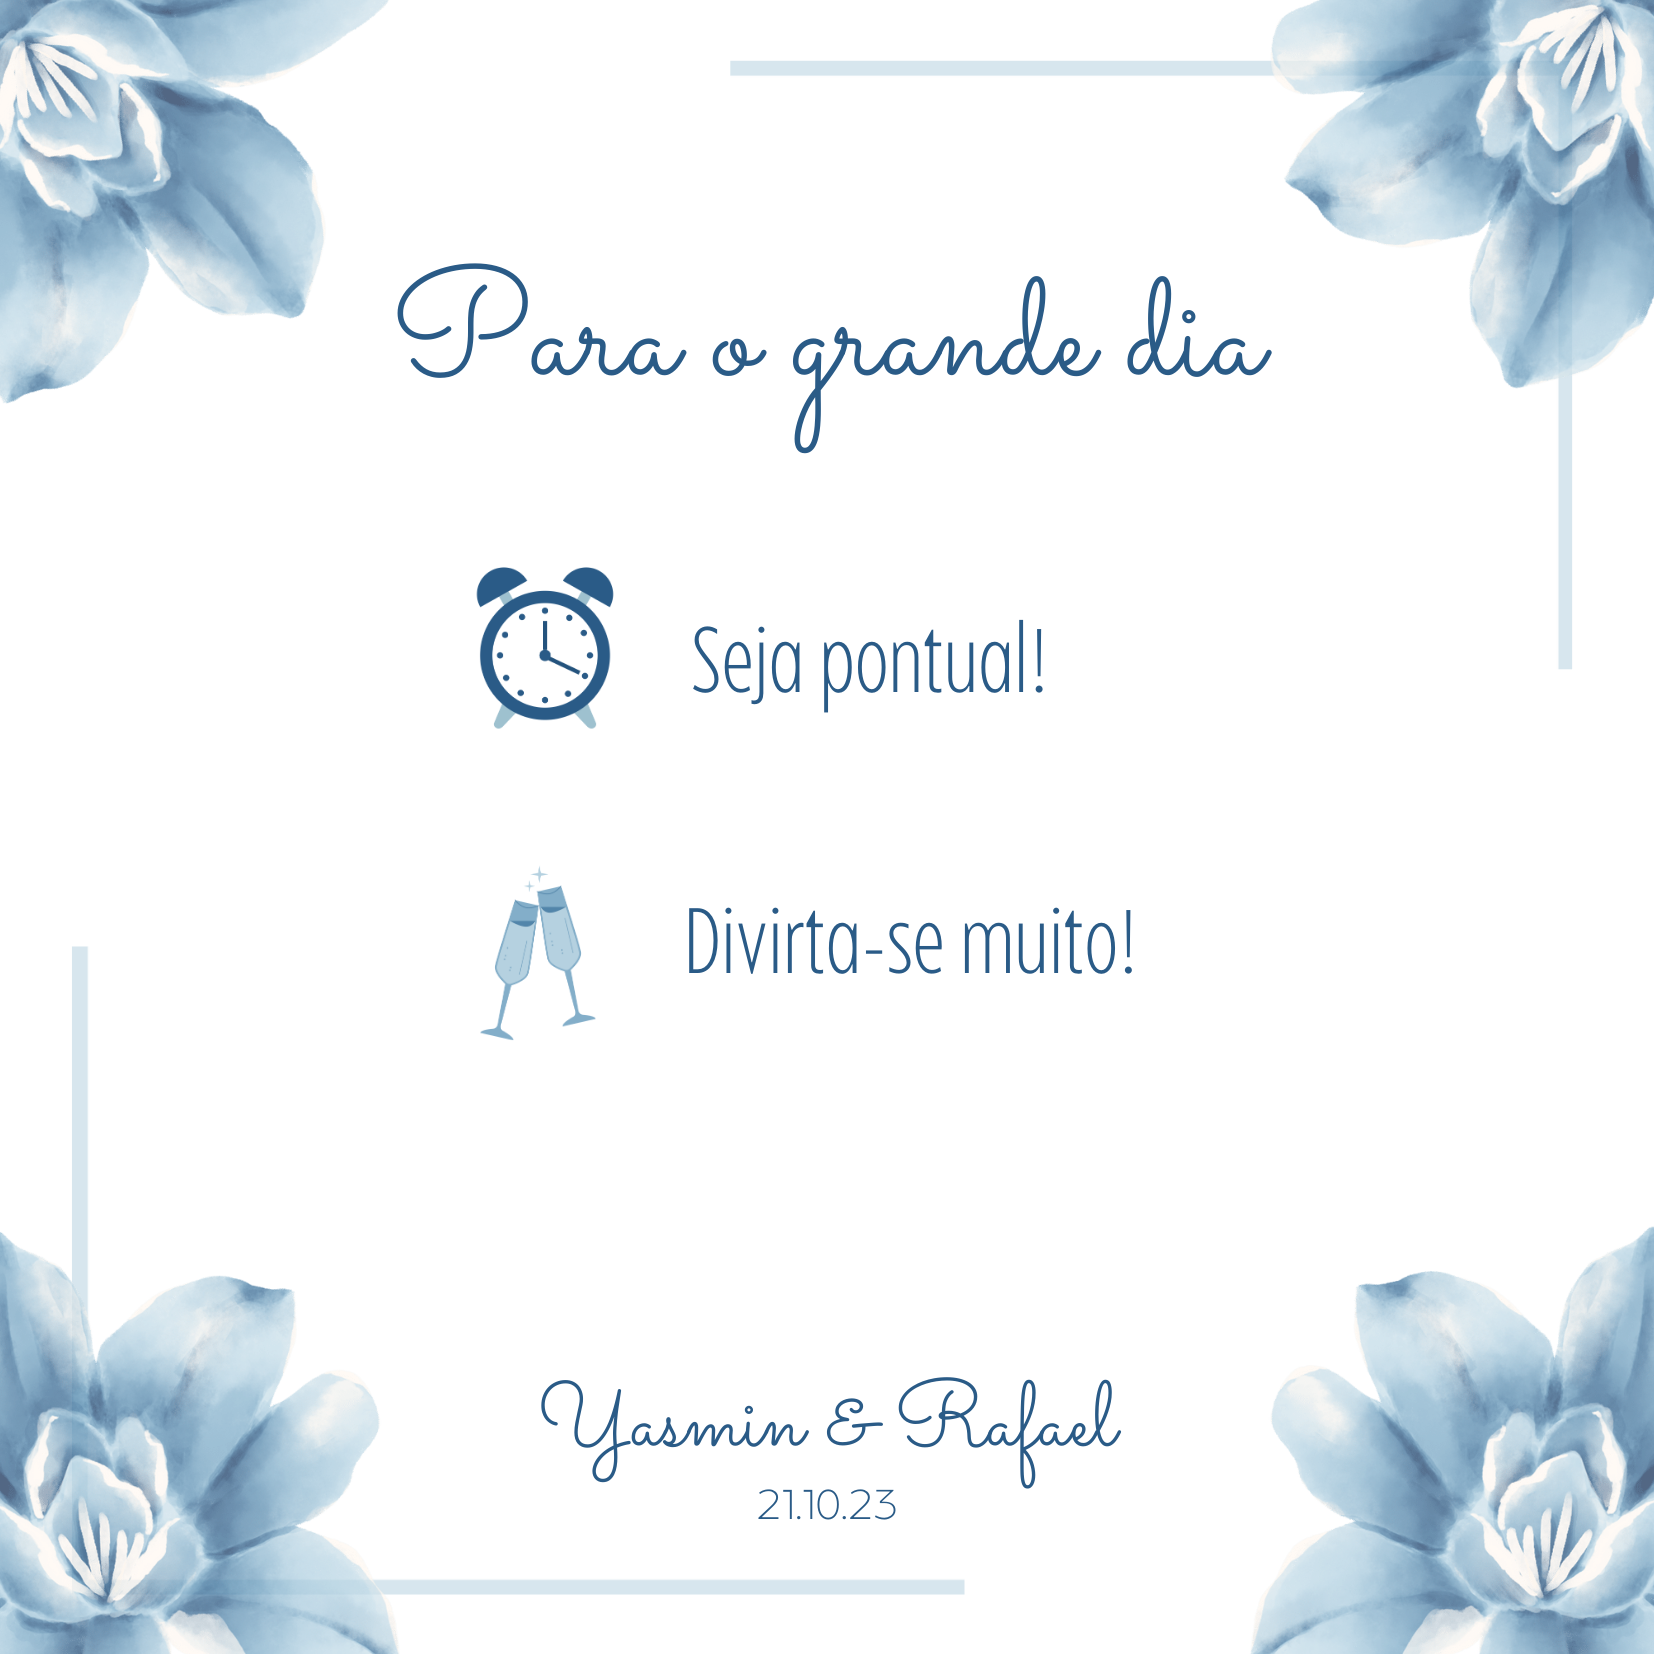 Para o grande dia
Seja pontual!
Divirta-se muito!
Yasmin & Rafael
21.10.23